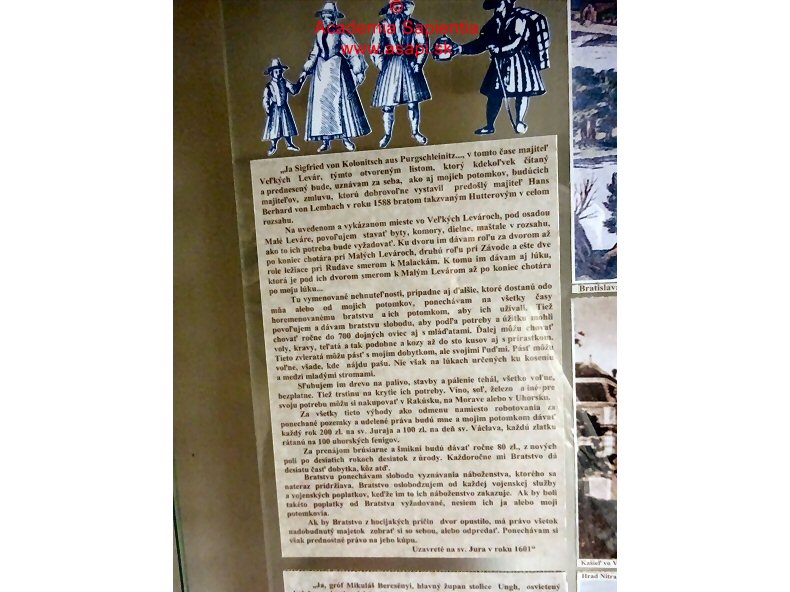 ©
Academia Sapientia
www.asapi.sk
„Ja Sigfried von Kolonitsch aus Purgschleinitz..., v tomto čase majiteľ
Veľkých Levár, týmto otvoreným listom, ktorý kdekoľvek čítaný
a prednesený bude, uznávam za seba, ako aj mojich potomkov, budúcich
majiteľov, zmluvu, ktorú dobrovoľne vystavil predošlý majiteľ Hans
Berhard von Lembach v roku 1588 bratom takzvaným Hutterovým v celom
rozsahu.
Na uvedenom a vykázanom mieste vo Veľkých Levároch, pod osadou
Malé Leváre, povoľujem stavať byty, komory, dielne, maštale v rozsahu,
ako to ich potreba bude vyžadovať. Ku dvoru im dávam roľu za dvorom až
po koniec chotára pri Malých Levároch, druhú roľu pri Závode a ešte dve
role ležiace pri Rudave smerom k Malackám. K tomu im dávam aj lúku,
ktorá je pod ich dvorom smerom k Malým Levárom až po koniec chotára
po moju lúku...
Tu vymenované nehnuteľnosti, prípadne aj ďalšie, ktoré dostanú odo
mňa alebo od mojich potomkov, ponechávam na všetky časy
horemenovanému bratstvu a ich potomkom, aby ich užívali. Tiež
povoľujem a dávam bratstvu slobodu, aby podľa potreby a úžitku mohli
chovať ročne do 700 dojných oviec aj s mláďatami. Ďalej môžu chovať
voly, kravy, teľatá a tak podobne a kozy až do sto kusov aj s prírastkom.
Tieto zvieratá môžu pásť s mojím dobytkom, ale svojimi ľuďmi. Pásť môžu
voľne, všade, kde nájdu pašu. Nie však na lúkach určených ku koseniu
a medzi mladými stromami.
Sľubujem im drevo na palivo, stavby a pálenie tehál, všetko voľne,
bezplatne. Tiež trstinu na krytie ich potreby. Víno, soľ, železo a iné pre
svoju potrebu môžu si nakupovať v Rakúsku, na Morave alebo v Uhorsku.
Za všetky tieto výhody ako odmenu namiesto robotovania za
ponechané pozemky a udelené práva budú mne a mojim potomkom dávať
každý rok 200 zl. na sv. Juraja a 100 zl. na deň sv. Václava, každú zlatku
rátanú na 100 uhorských fenigov.
Za prenájom brúsiarne a šmikni budú dávať ročne 80 zl., z nových
polí po desiatich rokoch desiatok z úrody. Každoročne mi Bratstvo dá
desiatu časť dobytka, kôz atď.
Bratstvu ponechávam slobodu vyznávania náboženstva, ktorého sa
nateraz pridržiava. Bratstvo oslobodzujem od každej vojenskej služby
a vojenských poplatkov, keďže im to ich náboženstvo zakazuje. Ak by boli
takéto poplatky od Bratstva vyžadované, nesiem ich ja alebo moji
potomkovia.
Ak by Bratstvo z hocijakých príčin dvor opustilo, má právo všetok
nadobudnutý majetok zobrať si so sebou, alebo odpredať. Ponechávam si
však prednostné právo na jeho kúpu.
Uzavreté na sv. Jura v roku 1601“
„Ja, gróf Mikuláš Bercsényi, hlavný župan stolice Ungh, osvietený
Bratislava
Kaštieľ vo V
Hrad Nitra